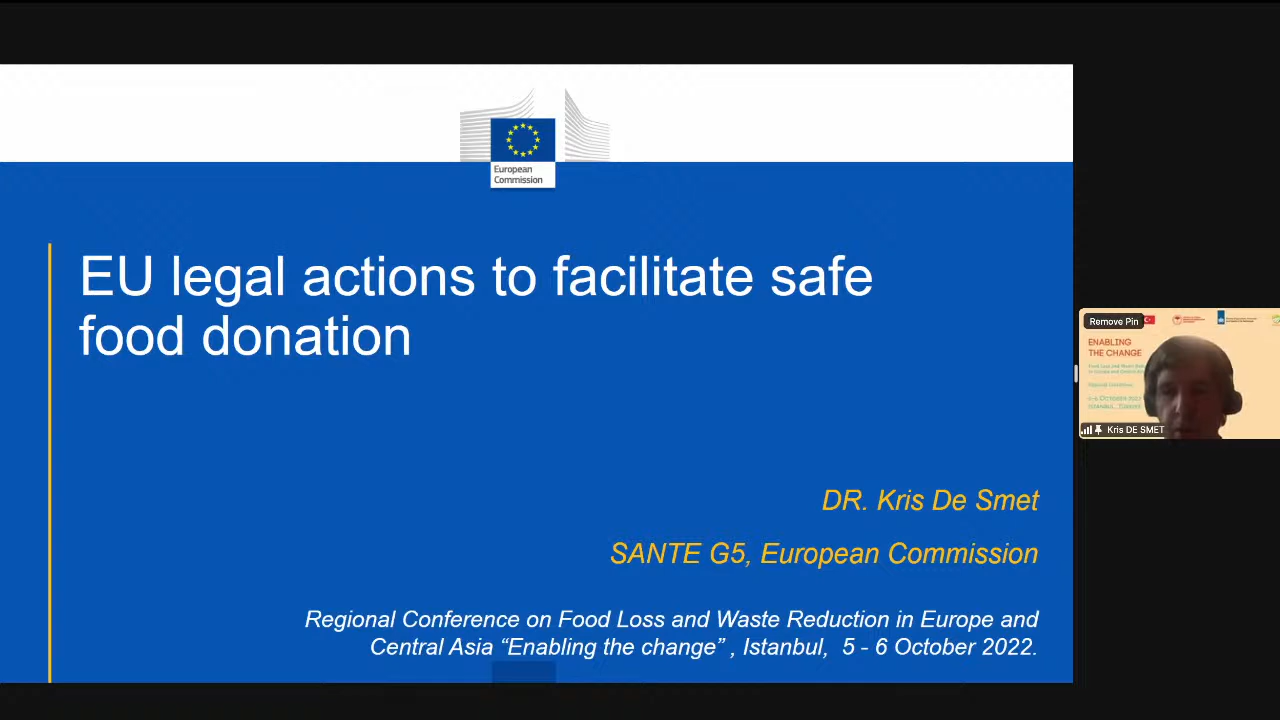 European
Commission
EU legal actions to facilitate safe
food donation
DR. Kris De Smet
SANTE G5, European Commission
Regional Conference on Food Loss and Waste Reduction in Europe and
Central Asia “Enabling the change” , Istanbul, 5 - 6 October 2022.
Remove Pin
ENABLING
THE CHANGE
Kris DE SMET